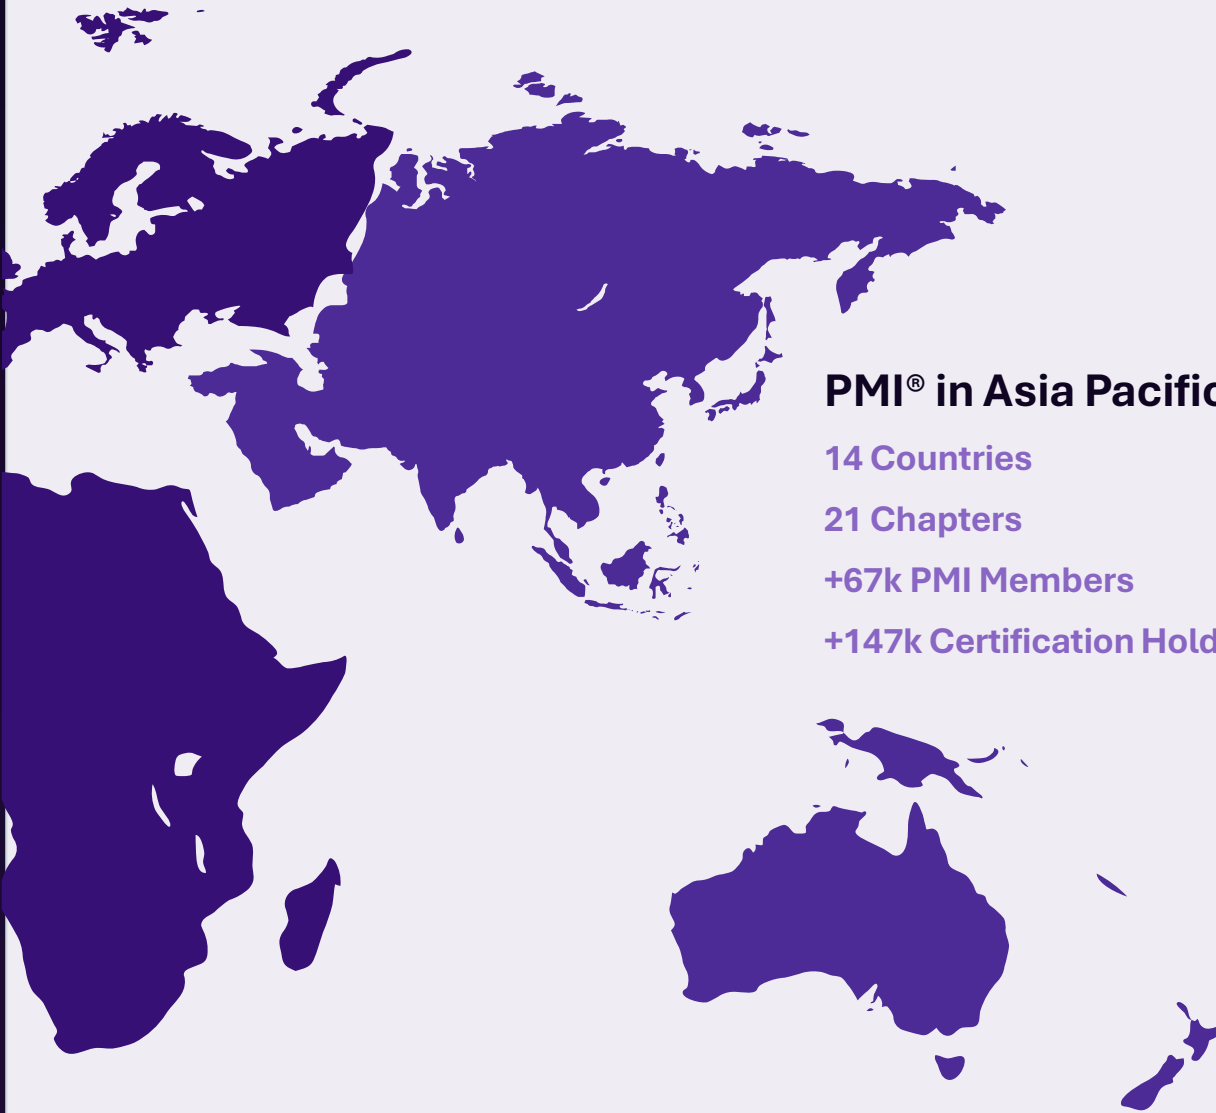 PMI® in Asia Pacific
14 Countries
21 Chapters
+67k PMI Members
+147k Certification Hold